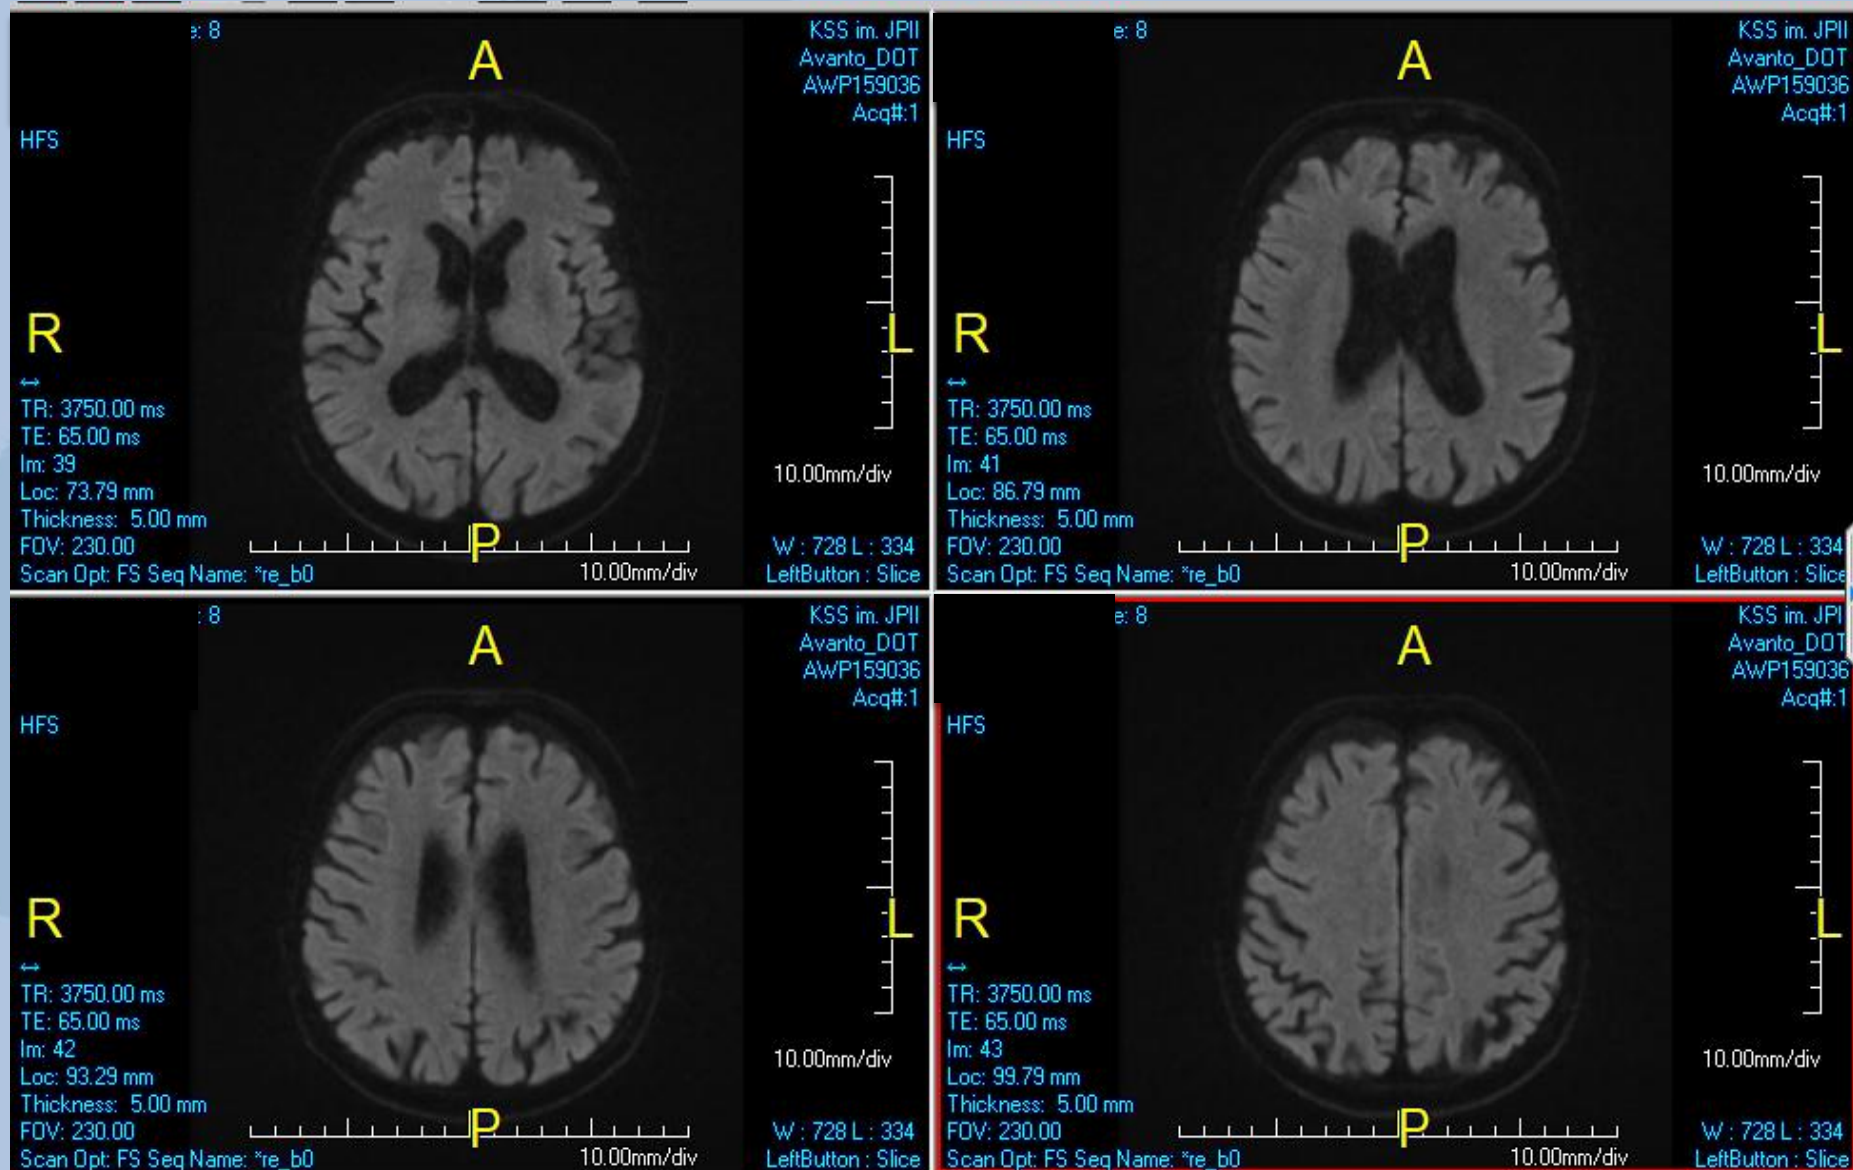 e: 8
KSS im. JPII
Avanto_DOT
AWP159036
Acq#:1
A
HFS
R
L
↔
TR: 3750.00 ms
TE: 65.00 ms
Im: 39
Loc: 73.79 mm
Thickness: 5.00 mm
FOV: 230.00
Scan Opt: FS Seq Name: *re_b0
10.00mm/div
P
10.00mm/div
W : 728 L : 334
LeftButton : Slice
e: 8
KSS im. JPII
Avanto_DOT
AWP159036
Acq#:1
A
HFS
R
L
↔
TR: 3750.00 ms
TE: 65.00 ms
Im: 41
Loc: 86.79 mm
Thickness: 5.00 mm
FOV: 230.00
Scan Opt: FS Seq Name: *re_b0
10.00mm/div
P
10.00mm/div
W : 728 L : 334
LeftButton : Slice
: 8
KSS im. JPII
Avanto_DOT
AWP159036
Acq#:1
A
HFS
R
L
↔
TR: 3750.00 ms
TE: 65.00 ms
Im: 42
Loc: 93.29 mm
Thickness: 5.00 mm
FOV: 230.00
Scan Opt: FS Seq Name: *re_b0
10.00mm/div
P
10.00mm/div
W : 728 L : 334
LeftButton : Slice
e: 8
KSS im. JPI
Avanto_DOT
AWP159036
Acq#:1
A
HFS
R
L
↔
TR: 3750.00 ms
TE: 65.00 ms
Im: 43
Loc: 99.79 mm
Thickness: 5.00 mm
FOV: 230.00
Scan Opt: FS Seq Name: *re_b0
10.00mm/div
P
10.00mm/div
W : 728 L : 334
LeftButton : Slice